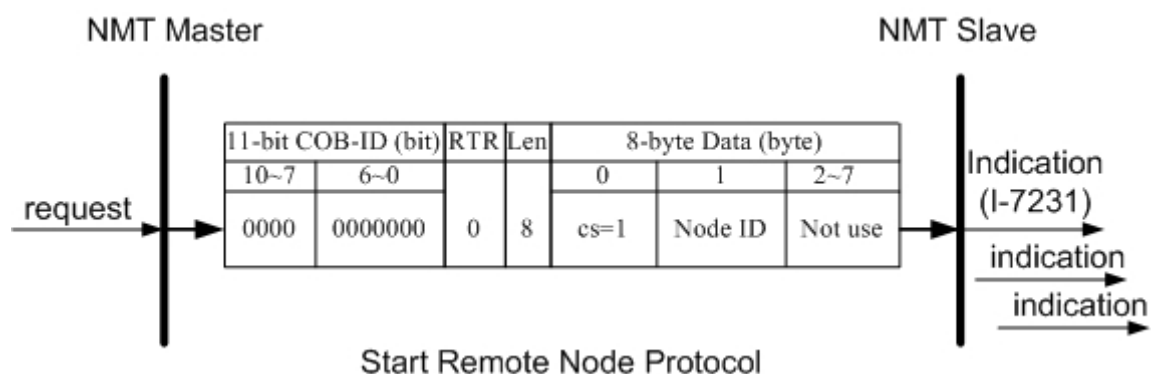 NMT Master
NMT Slave
11-bit COB-ID (bit) RTR Len 8-byte Data (byte)
10~7 6~0 0 1 2~7
0000 0000000 0 8 cs=1 Node ID Not use
request
Indication
(I-7231)
indication
indication
Start Remote Node Protocol